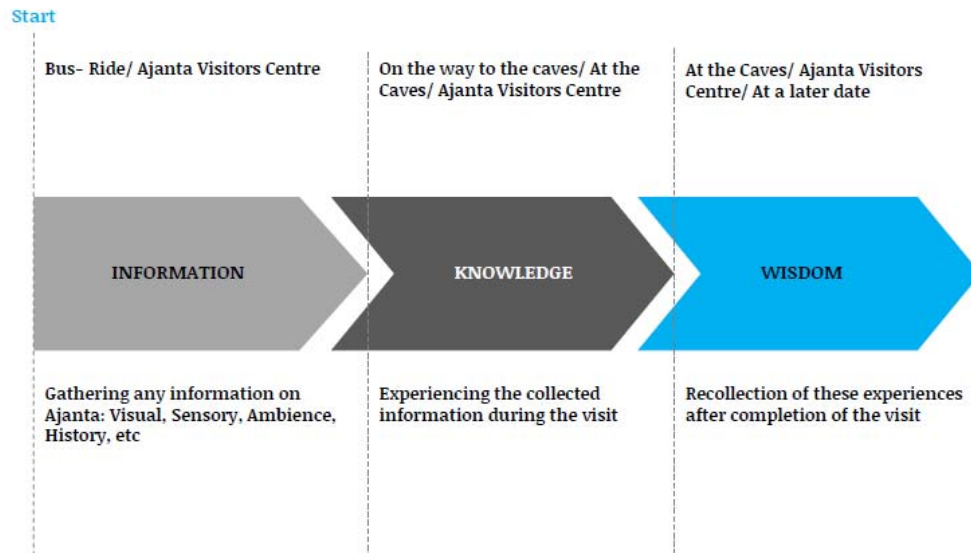 Start
Bus- Ride/ Ajanta Visitors Centre
On the way to the caves/ At the
Caves/ Ajanta Visitors Centre
At the Caves/ Ajanta Visitors
Centre/ At a later date
INFORMATION
KNOWLEDGE
WISDOM
Gathering any information on
Ajanta: Visual, Sensory, Ambience,
History, etc
Experiencing the collected
information during the visit
Recollection of these experiences
after completion of the visit